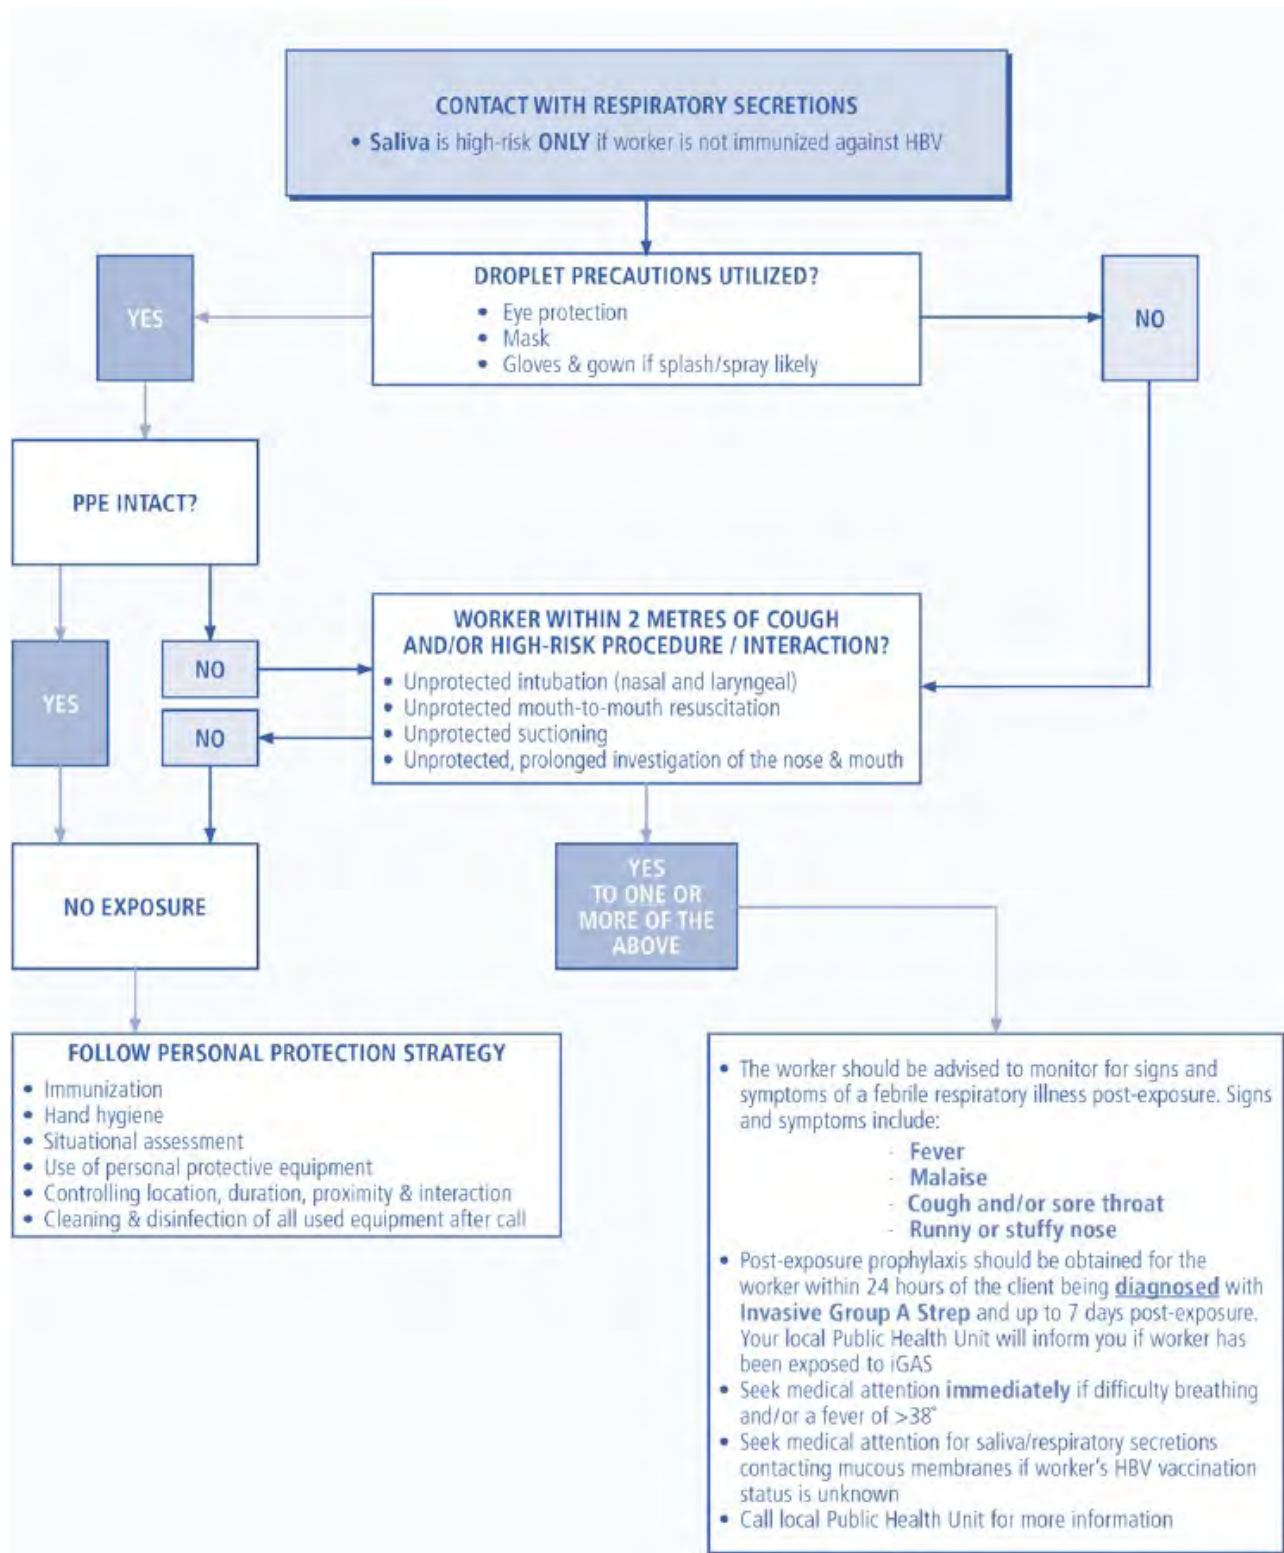 CONTACT WITH RESPIRATORY SECRETIONS
• Saliva is high-risk ONLY if worker is not immunized against HBV
DROPLET PRECAUTIONS UTILIZED?
• Eye protection
• Mask
• Gloves & gown if splash/spray likely
YES
NO
PPE INTACT?
WORKER WITHIN 2 METRES OF COUGH
AND/OR HIGH-RISK PROCEDURE / INTERACTION?
• Unprotected intubation (nasal and laryngeal)
• Unprotected mouth-to-mouth resuscitation
• Unprotected suctioning
• Unprotected, prolonged investigation of the nose & mouth
YES
NO
NO
NO EXPOSURE
YES
TO ONE OR
MORE OF THE
ABOVE
FOLLOW PERSONAL PROTECTION STRATEGY
• Immunization
• Hand hygiene
• Situational assessment
• Use of personal protective equipment
• Controlling location, duration, proximity & interaction
• Cleaning & disinfection of all used equipment after call
• The worker should be advised to monitor for signs and
symptoms of a febrile respiratory illness post-exposure. Signs
and symptoms include:
- Fever
- Malaise
- Cough and/or sore throat
- Runny or stuffy nose
• Post-exposure prophylaxis should be obtained for the
worker within 24 hours of the client being diagnosed with
Invasive Group A Strep and up to 7 days post-exposure.
Your local Public Health Unit will inform you if worker has
been exposed to iGAS
• Seek medical attention immediately if difficulty breathing
and/or a fever of >38°
• Seek medical attention for saliva/respiratory secretions
contacting mucous membranes if worker's HBV vaccination
status is unknown
• Call local Public Health Unit for more information